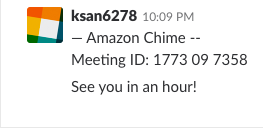 ksan6278 10:09 PM
— Amazon Chime --
Meeting ID: 1773 09 7358
See you in an hour!